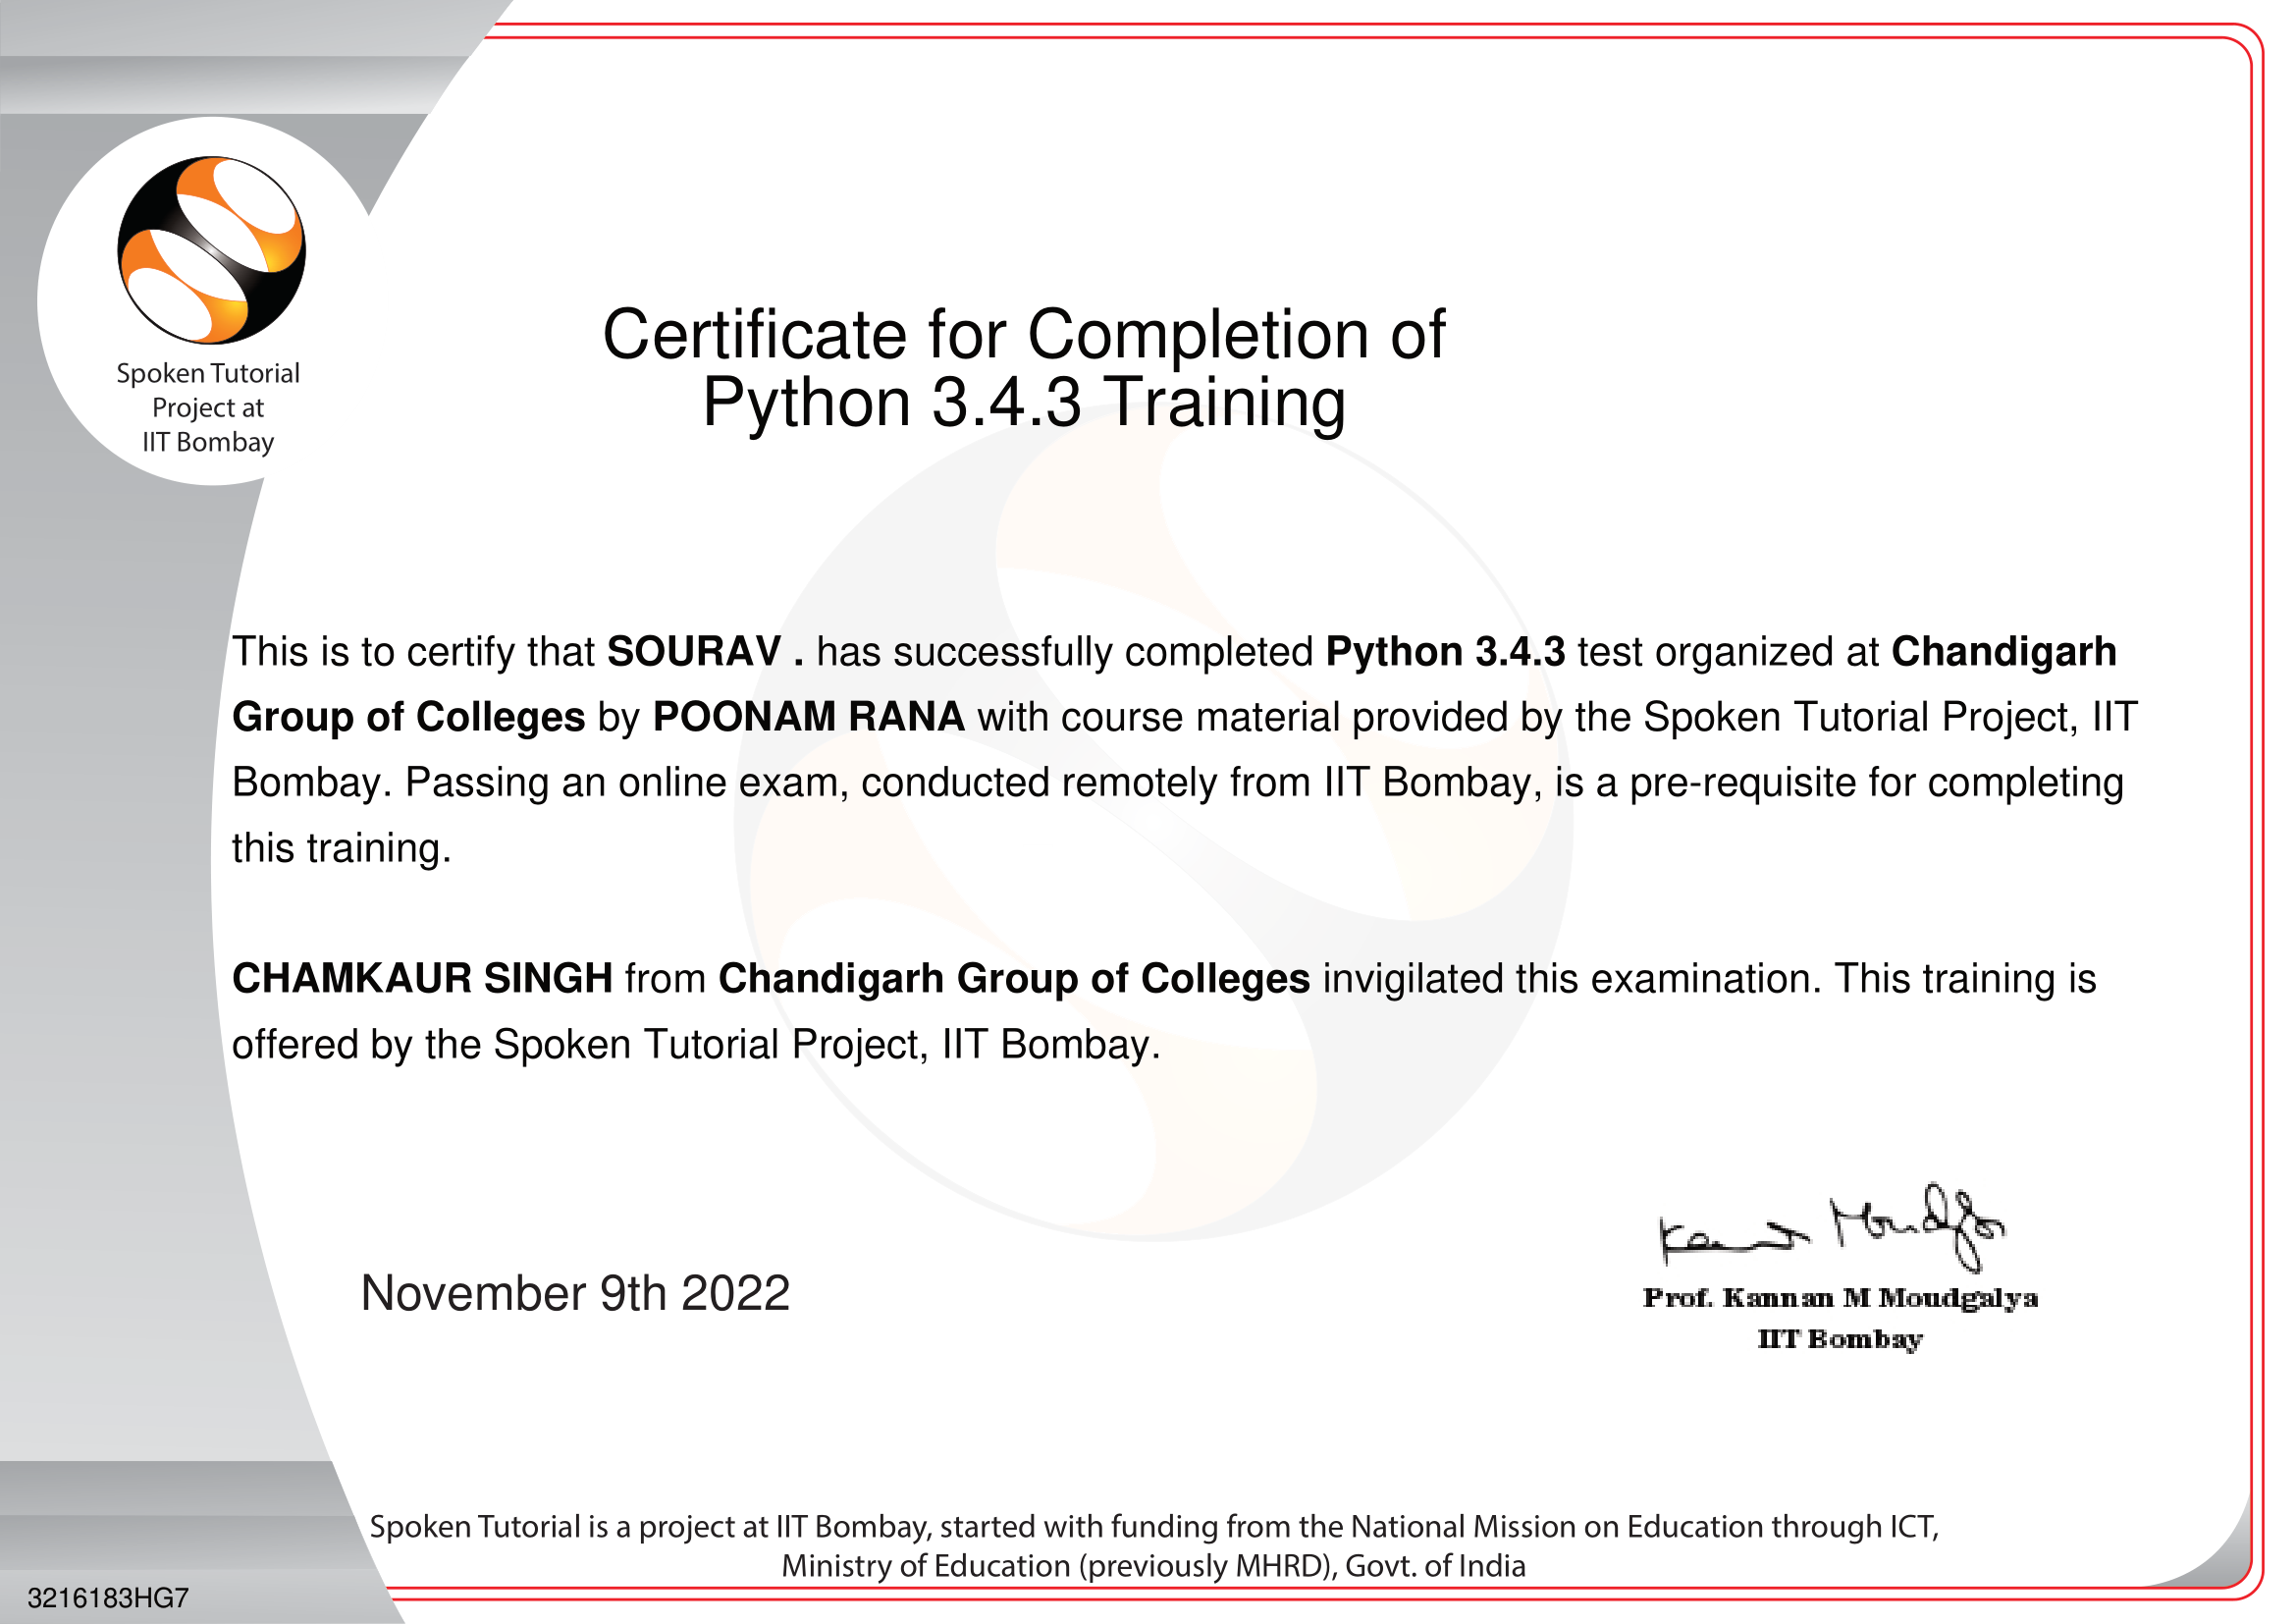 Spoken Tutorial
Project at
IIT Bombay
Certificate for Completion of
Python 3.4.3 Training
This is to certify that SOURAV . has successfully completed Python 3.4.3 test organized at Chandigarh
Group of Colleges by POONAM RANA with course material provided by the Spoken Tutorial Project, IIT
Bombay. Passing an online exam, conducted remotely from IIT Bombay, is a pre-requisite for completing
this training.
CHAMKAUR SINGH from Chandigarh Group of Colleges invigilated this examination. This training is
offered by the Spoken Tutorial Project, IIT Bombay.
November 9th 2022
Prof. Kannan M Moudgalya
IIT Bombay
Spoken Tutorial is a project at IIT Bombay, started with funding from the National Mission on Education through ICT,
Ministry of Education (previously MHRD), Govt. of India
3216183HG7